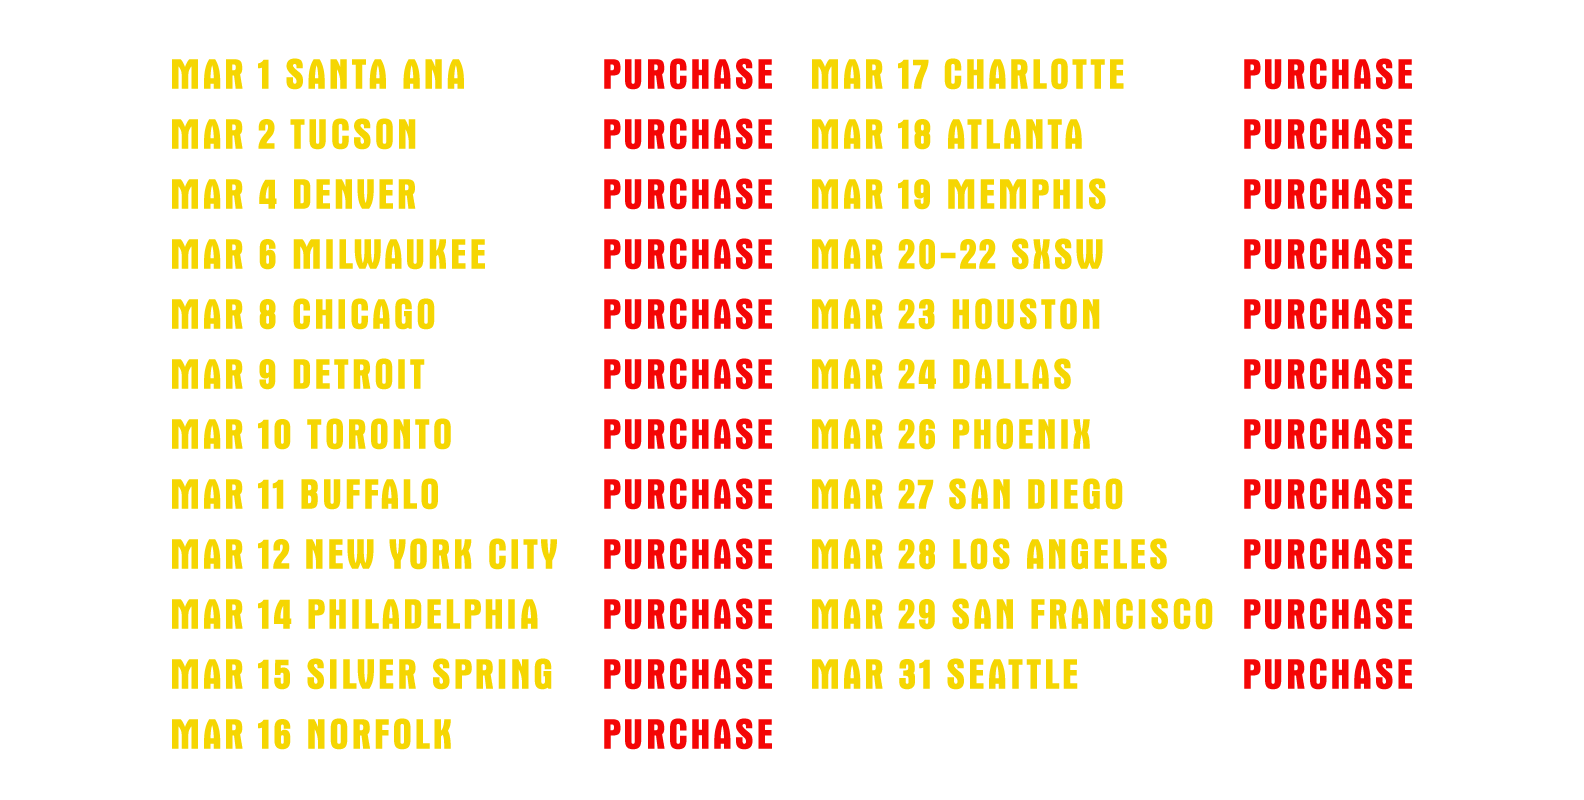 MAR 1 SANTA ANA PURCHASE
MAR 2 TUCSON PURCHASE
MAR 4 DENVER PURCHASE
MAR 6 MILWAUKEE PURCHASE
MAR 8 CHICAGO PURCHASE
MAR 9 DETROIT PURCHASE
MAR 10 TORONTO PURCHASE
MAR 11 BUFFALO PURCHASE
MAR 12 NEW YORK CITY PURCHASE
MAR 14 PHILADELPHIA PURCHASE
MAR 15 SILVER SPRING PURCHASE
MAR 16 NORFOLK PURCHASE
MAR 17 CHARLOTTE PURCHASE
MAR 18 ATLANTA PURCHASE
MAR 19 MEMPHIS PURCHASE
MAR 20-22 SXSW PURCHASE
MAR 23 HOUSTON PURCHASE
MAR 24 DALLAS PURCHASE
MAR 26 PHOENIX PURCHASE
MAR 27 SAN DIEGO PURCHASE
MAR 28 LOS ANGELES PURCHASE
MAR 29 SAN FRANCISCO PURCHASE
MAR 31 SEATTLE PURCHASE